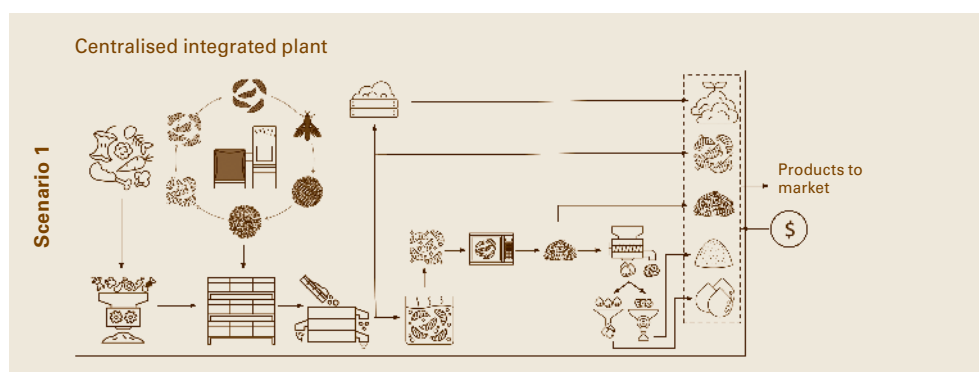 Centralised integrated plant
Scenario 1
Products to
market
$